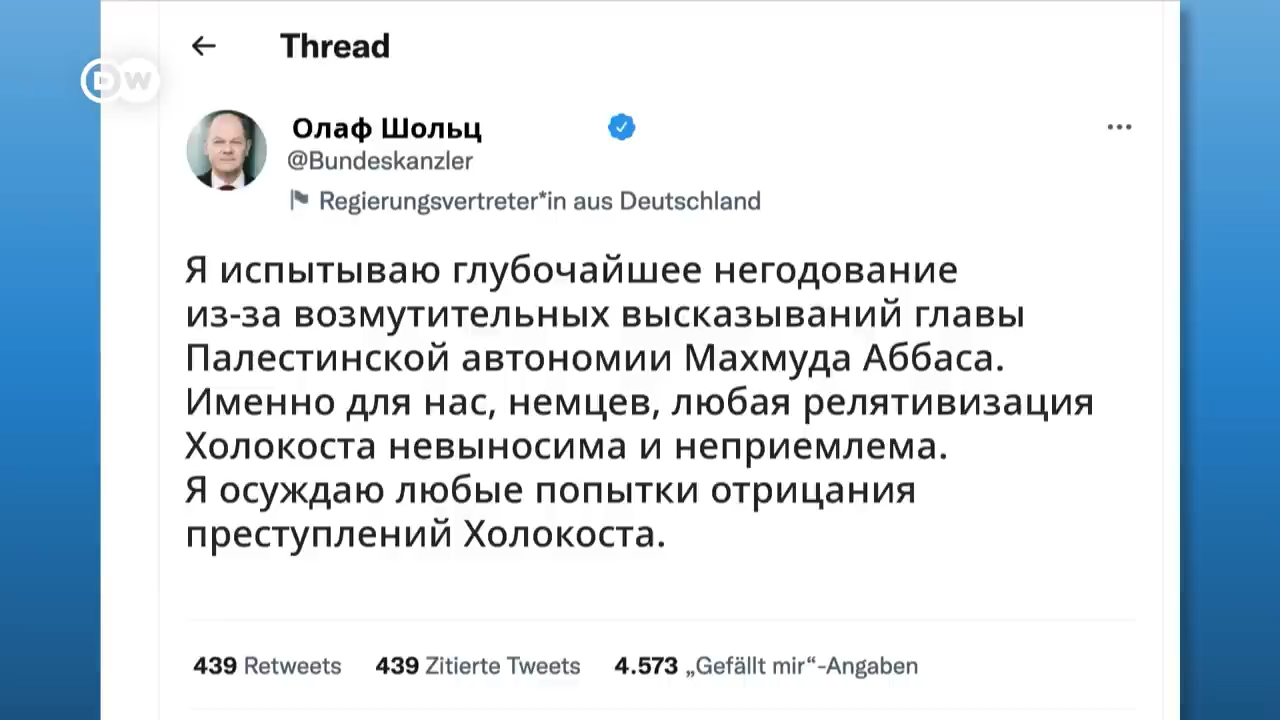 Thread
DW
Олаф Шольц
@Bundeskanzler
Regierungsvertreter*in aus Deutschland
Я испытываю глубочайшее негодование
из-за возмутительных высказываний главы
Палестинской автономии Махмуда Аббаса.
Именно для нас, немцев, любая релятивизация
Холокоста невыносима и неприемлема.
Я осуждаю любые попытки отрицания
преступлений Холокоста.
439 Retweets 439 Zitierte Tweets 4.573 „Gefällt mir“-Angaben